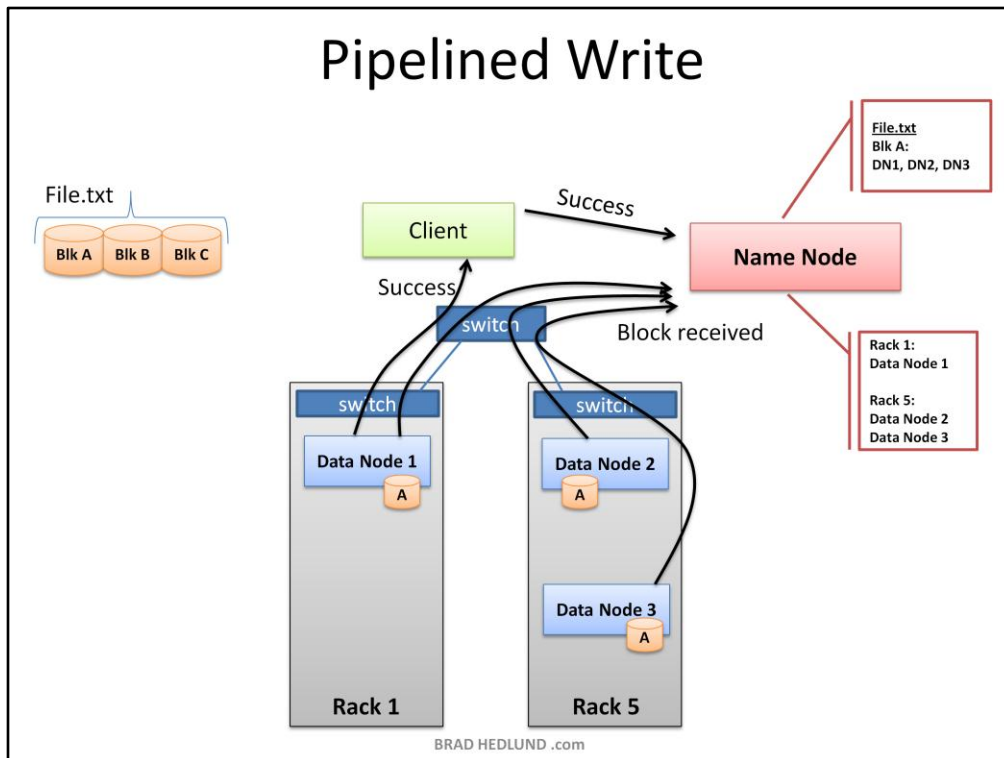 Pipelined Write
File.txt
Blk A
Blk B
Blk C
Client
Success
Success
Name Node
File.txt
Blk A:
DN1, DN2, DN3
switch
Block received
Rack 1:
Data Node 1
Rack 5:
Data Node 2
Data Node 3
switch
Data Node 1
A
Rack 1
switch
Data Node 2
A
Data Node 3
A
Rack 5
BRAD HEDLUND .com